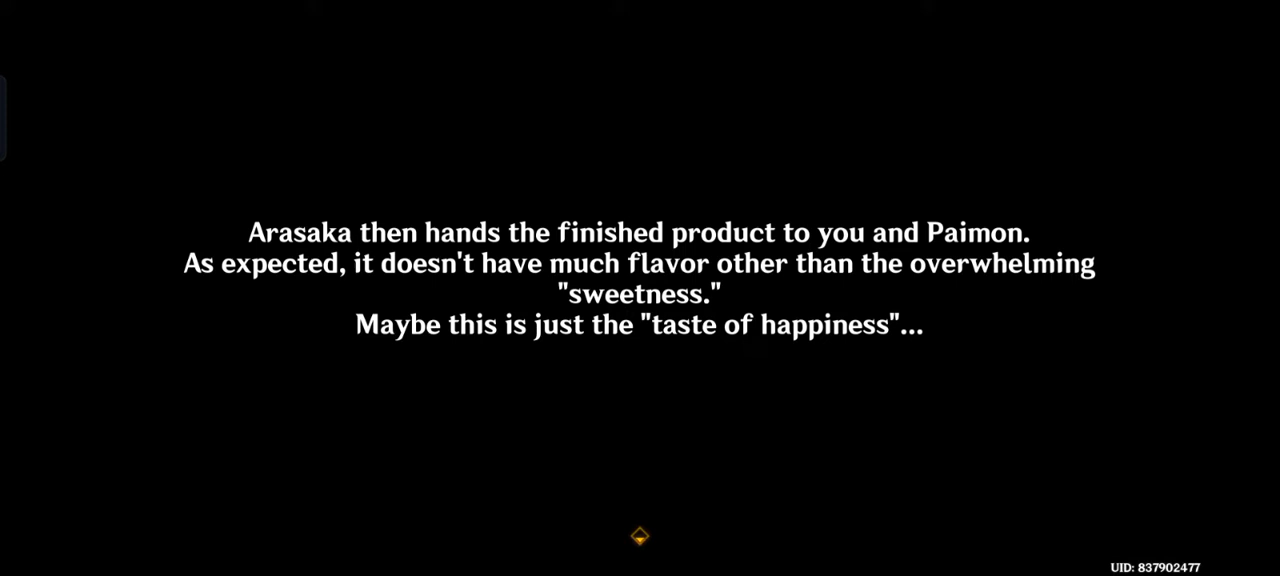 Arasaka then hands the finished product to you and Paimon.
As expected, it doesn't have much flavor other than the overwhelming
"sweetness."
Maybe this is just the "taste of happiness"...
UID: 837902477